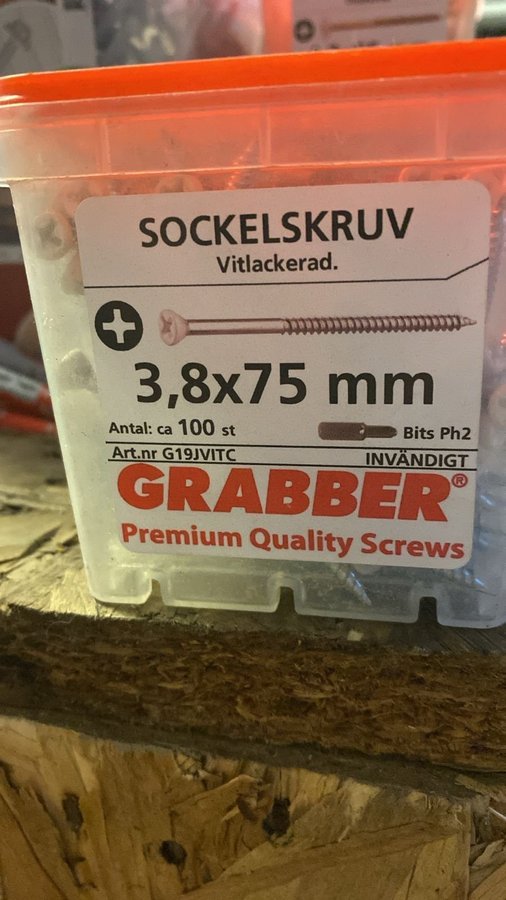 SOCKELSKRUV
Vitlackerad.
3,8x75 mm
Antal: ca 100 st
Bits Ph2
Art.nr G19JVITC
INVÄNDIGT
GRABBER®
Premium Quality Screws